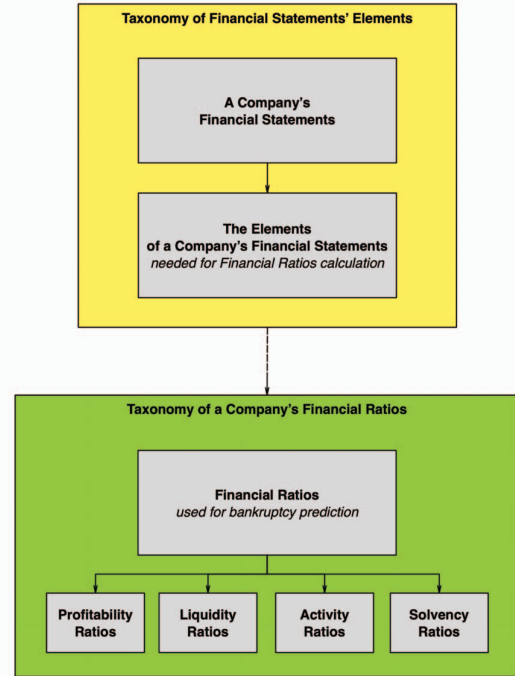 Taxonomy of Financial Statements' Elements
A Company's
Financial Statements
The Elements
of a Company's Financial Statements
needed for Financial Ratios calculation
Taxonomy of a Company's Financial Ratios
Financial Ratios
used for bankruptcy prediction
Profitability
Ratios
Liquidity
Ratios
Activity
Ratios
Solvency
Ratios